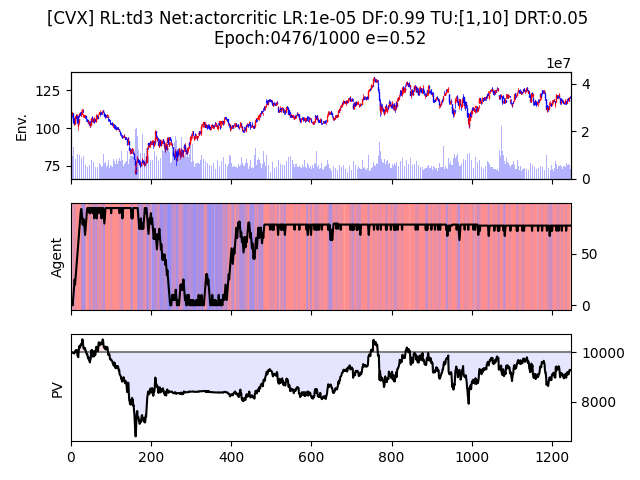 [CVX] RL:td3 Net:actorcritic LR:1e-05 DF:0.99 TU:[1,10] DRT:0.05
Epoch:0476/1000 e=0.52
1e7
125
100
75
Env.
4
2
0
Agent
50
0
PV
10000
8000
0 200 400 600 800 1000 1200